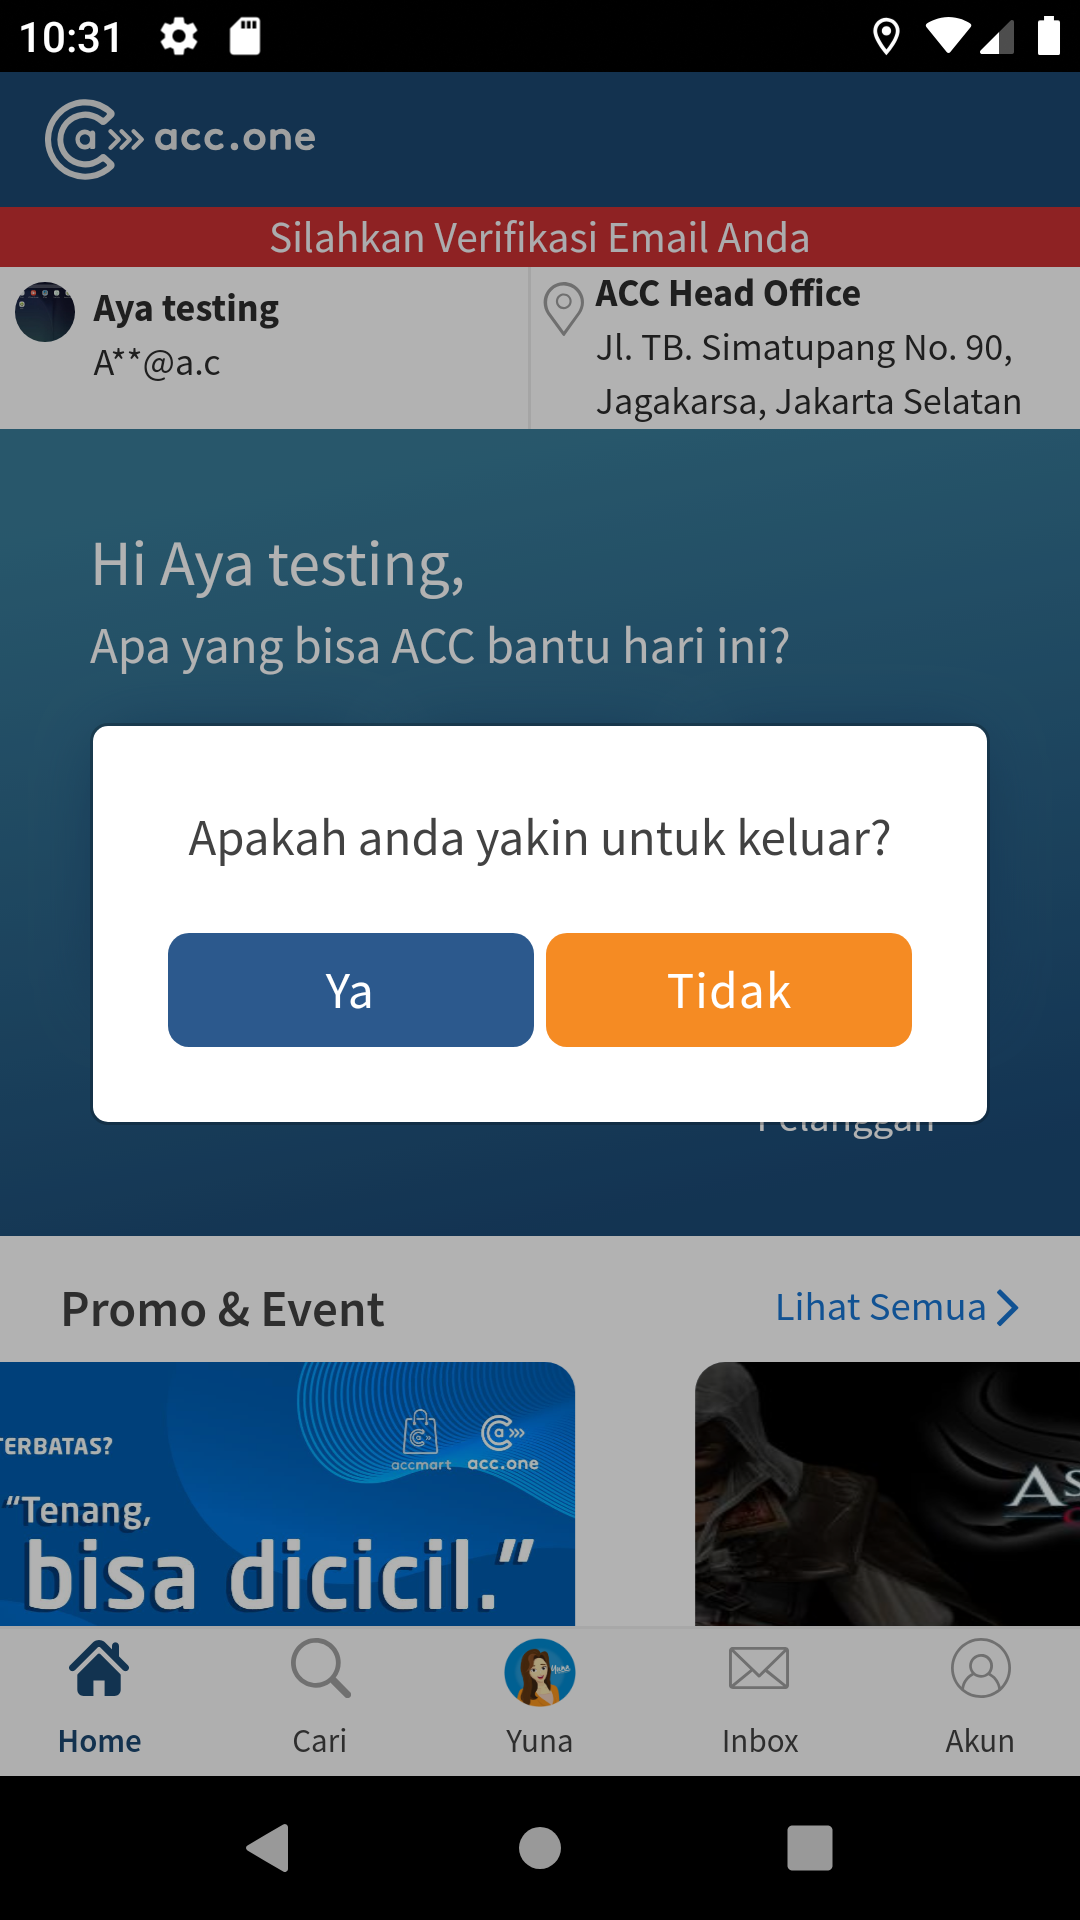 10:31
acc.one
Silahkan Verifikasi Email Anda
Aya testing
A**@a.c
ACC Head Office
Jl. TB. Simatupang No. 90,
Jagakarsa, Jakarta Selatan
Hi Aya testing,
Apa yang bisa ACC bantu hari ini?
Apakah anda yakin untuk keluar?
Ya
Tidak
Pelanggan
Promo & Event
Lihat Semua
TERBATAS?
accmart
acc.one
“Tenang,
bisa dicicil.”
Home
Cari
Yuna
Inbox
Akun